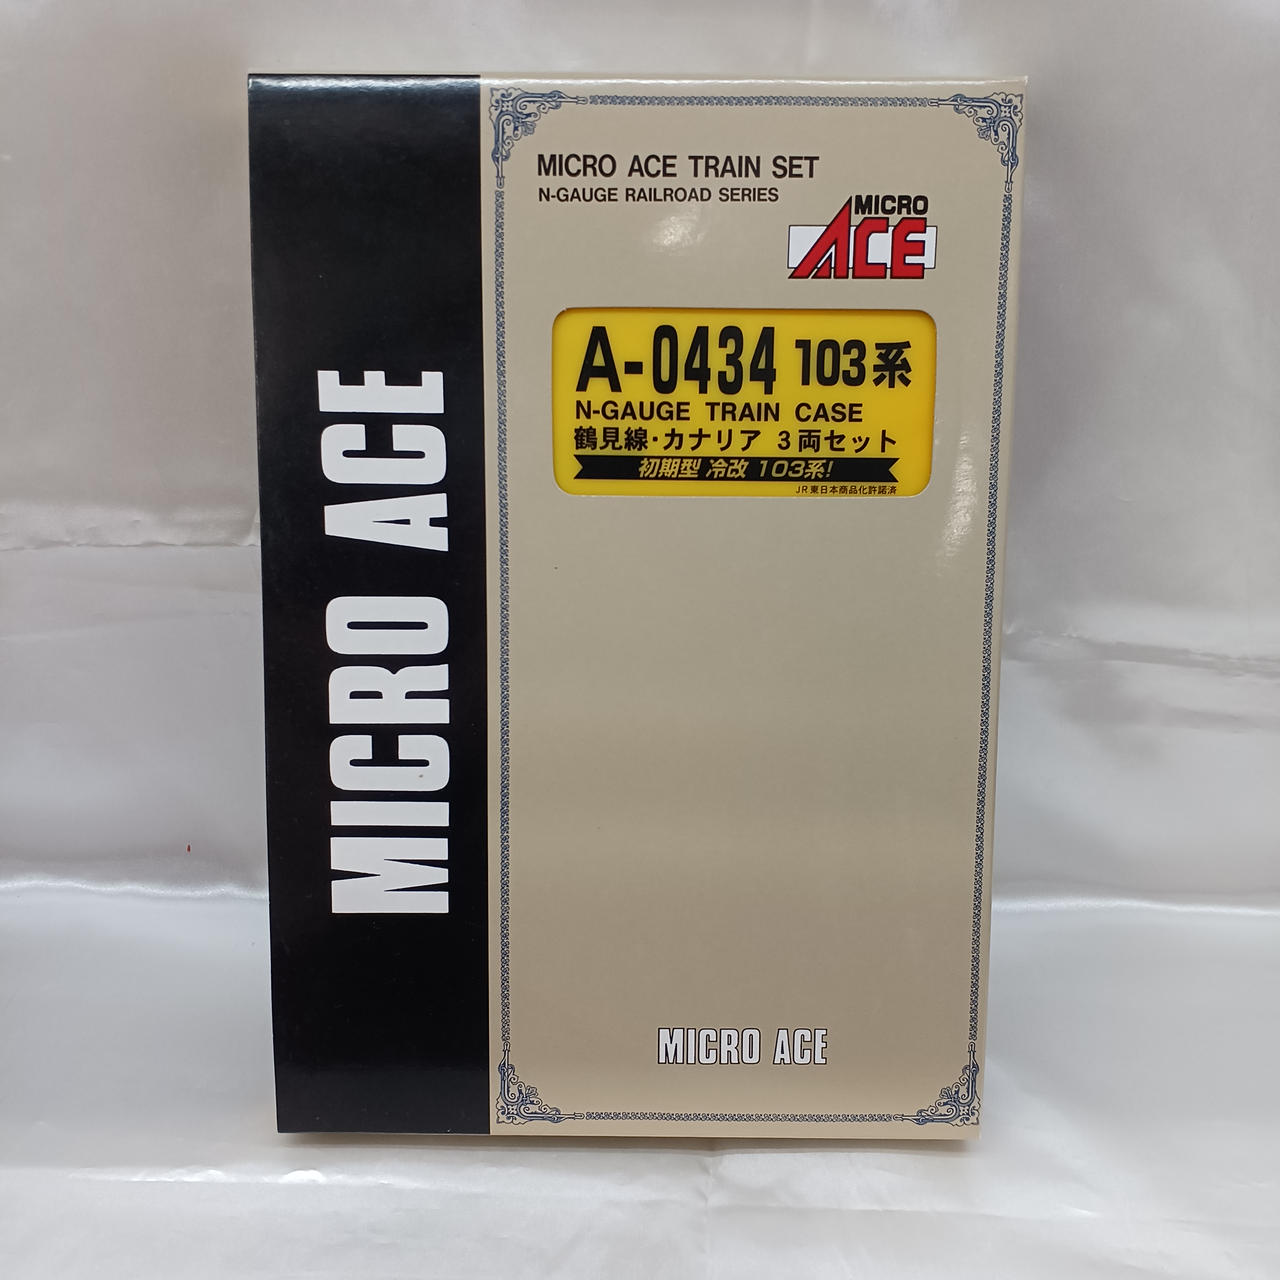 MICRO ACE
MICRO ACE TRAIN SET
N-GAUGE RAILROAD SERIES
MICRO
ACE
A-0434 103系
N-GAUGE TRAIN CASE
鶴見線・カナリア 3両セット
初期型 冷改 103系!
JR東日本商品化許諾済
MICRO ACE